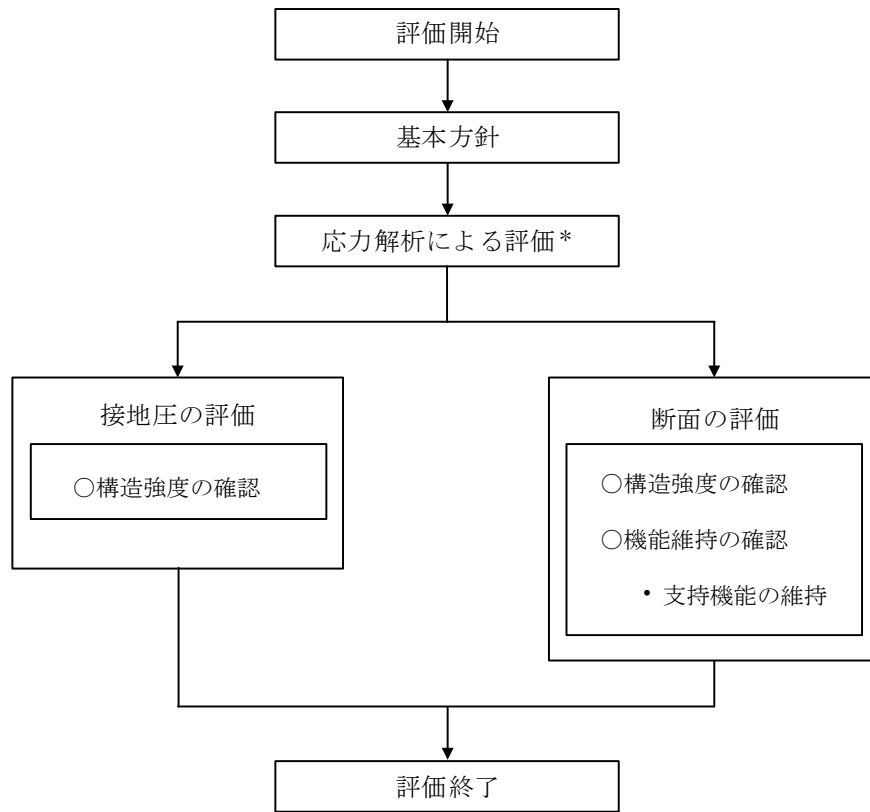 評価開始
基本方針
応力解析による評価*
接地圧の評価
○構造強度の確認
断面の評価
○構造強度の確認
○機能維持の確認
・支持機能の維持
評価終了